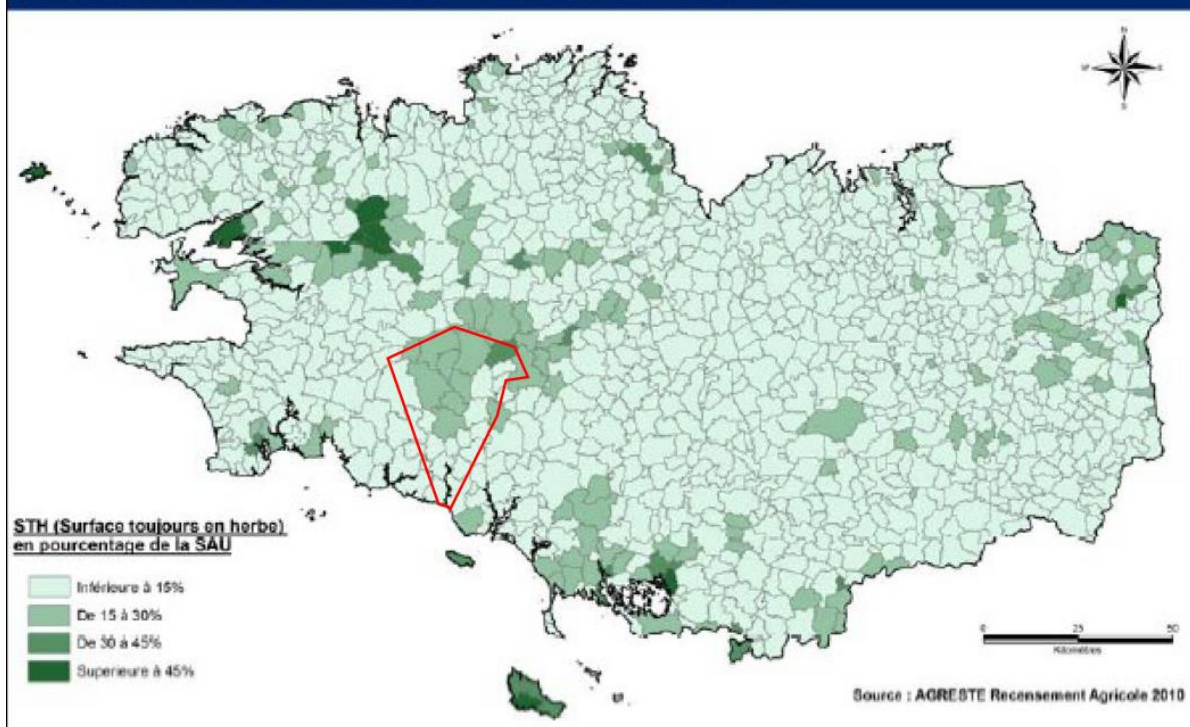 N
W
E
S
STH (Surface toujours en herbe)
en pourcentage de la SAU
Inférieure à 15%
De 15 à 30%
De 30 à 45%
Superieure à 45%
0 25 50
Kilomètres
Source : AGRESTE Recensement Agricole 2010